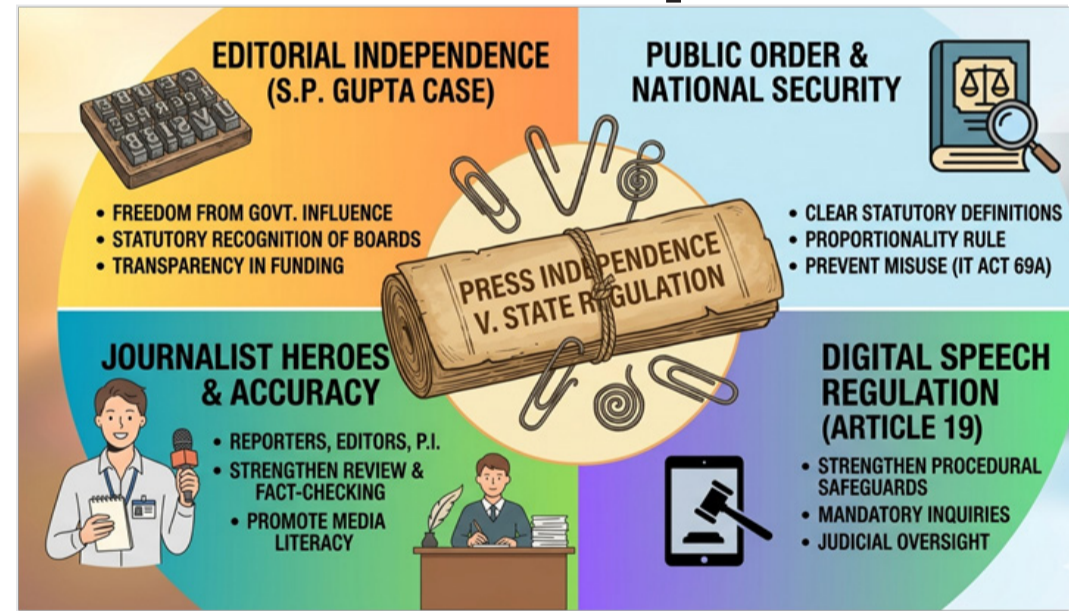 EDITORIAL INDEPENDENCE
(S.P. GUPTA CASE)
• FREEDOM FROM GOVT. INFLUENCE
• STATUTORY RECOGNITION OF BOARDS
• TRANSPARENCY IN FUNDING
PUBLIC ORDER &
NATIONAL SECURITY
• CLEAR STATUTORY DEFINITIONS
• PROPORTIONALITY RULE
• PREVENT MISUSE (IT ACT 69A)
PRESS INDEPENDENCE
V. STATE REGULATION
JOURNALIST HEROES
& ACCURACY
• REPORTERS, EDITORS, P.I.
• STRENGTHEN REVIEW &
FACT-CHECKING
• PROMOTE MEDIA
LITERACY
DIGITAL SPEECH
REGULATION
(ARTICLE 19)
• STRENGTHEN PROCEDURAL
SAFEGUARDS
• MANDATORY INQUIRIES
• JUDICIAL OVERSIGHT